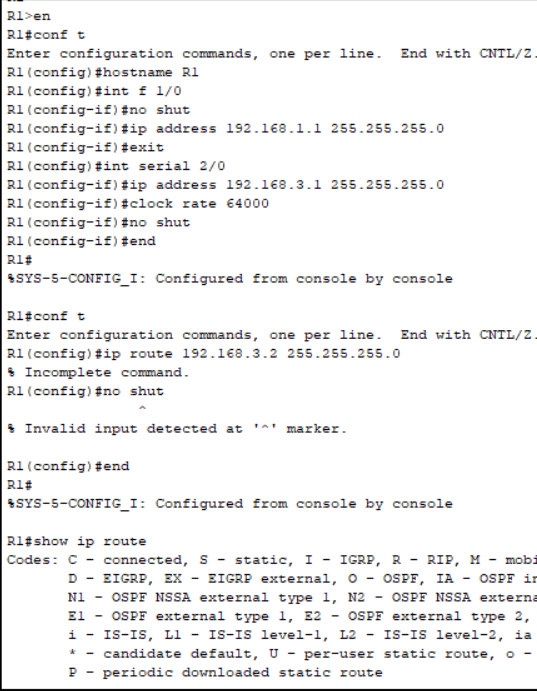 R1>en
R1#conf t
Enter configuration commands, one per line.  End with CNTL/Z.
R1(config)#hostname R1
R1(config)#int f 1/0
R1(config-if)#no shut
R1(config-if)#ip address 192.168.1.1 255.255.255.0
R1(config-if)#exit
R1(config)#int serial 2/0
R1(config-if)#ip address 192.168.3.1 255.255.255.0
R1(config-if)#clock rate 64000
R1(config-if)#no shut
R1(config-if)#end
R1#
%SYS-5-CONFIG_I: Configured from console by console
R1#conf t
Enter configuration commands, one per line.  End with CNTL/Z.
R1(config)#ip route 192.168.3.2 255.255.255.0
% Incomplete command.
R1(config)#no shut
^
% Invalid input detected at '^' marker.
R1(config)#end
R1#
%SYS-5-CONFIG_I: Configured from console by console
R1#show ip route
Codes: C - connected, S - static, I - IGRP, R - RIP, M - mobi
D - EIGRP, EX - EIGRP external, O - OSPF, IA - OSPF in
N1 - OSPF NSSA external type 1, N2 - OSPF NSSA externa
E1 - OSPF external type 1, E2 - OSPF external type 2,
i - IS-IS, L1 - IS-IS level-1, L2 - IS-IS level-2, ia
* - candidate default, U - per-user static route, o -
P - periodic downloaded static route